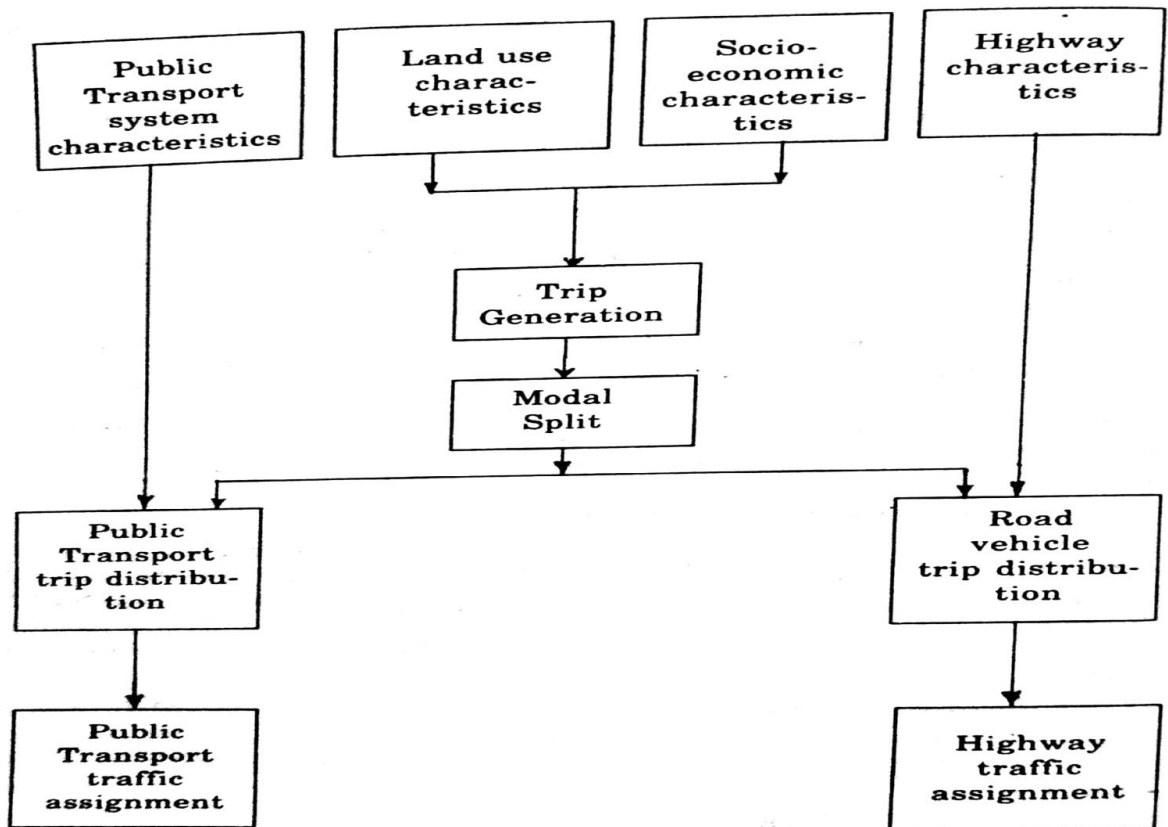 Public
Transport
system
characteristics
Land use
charac-
teristics
Socio-
economic
characteris-
tics
Highway
characteris-
tics
Trip
Generation
Modal
Split
Public
Transport
trip distribu-
tion
Road
vehicle
trip distribu-
tion
Public
Transport
traffic
assignment
Highway
traffic
assignment